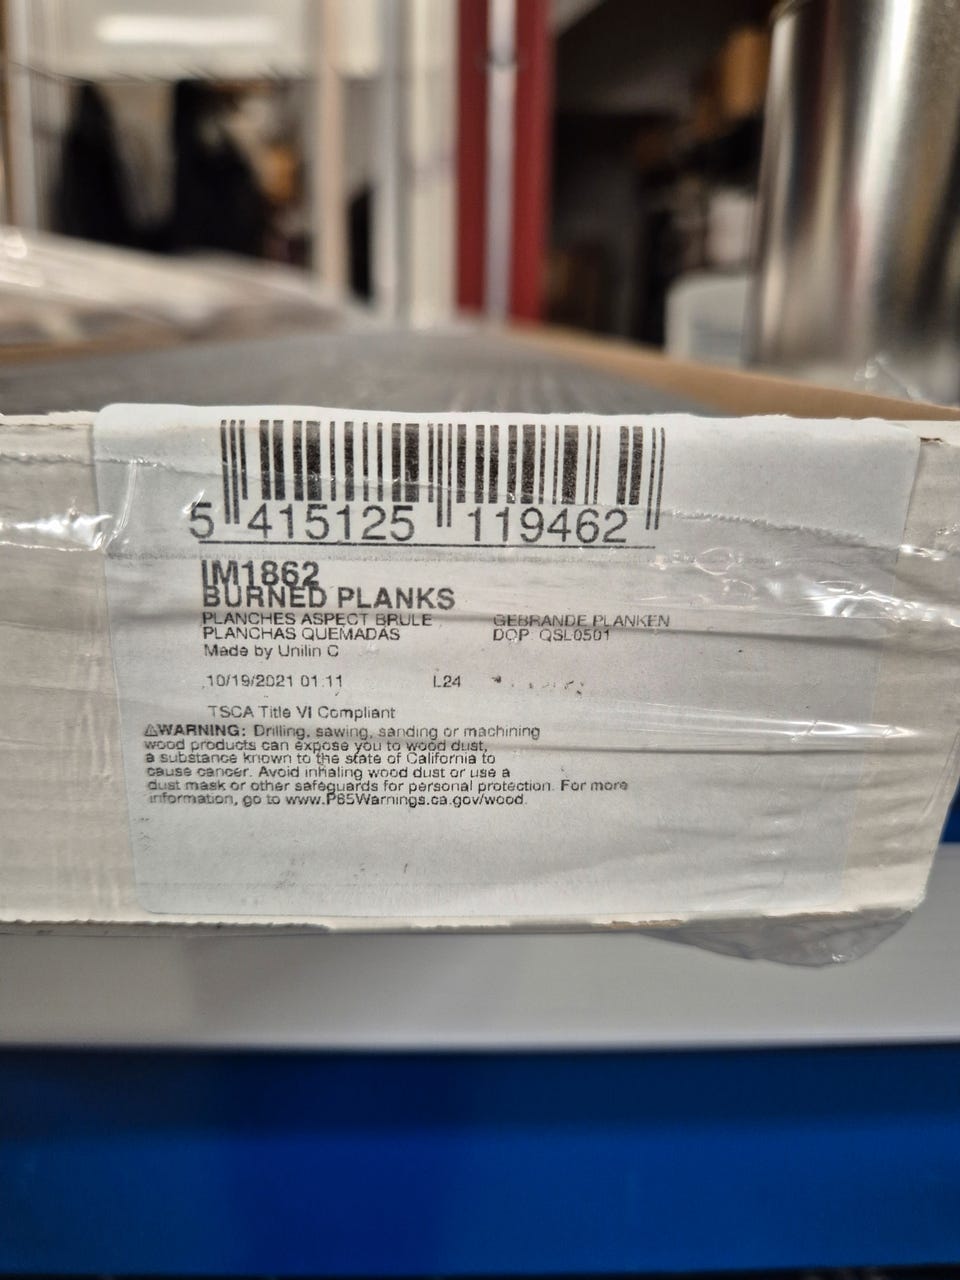 5 415125 119462
IM1862
BURNED PLANKS
PLANCHES ASPECT BRULE GEBRANDE PLANKEN
PLANCHAS QUEMADAS DOP QSL0501
Made by Unilin C
10/19/2021 01.11 L24
TSCA Title VI Compliant
⚠WARNING: Drilling, sawing, sanding or machining
wood products can expose you to wood dust,
a substance known to the state of California to
cause cancer. Avoid inhaling wood dust or use a
dust mask or other safeguards for personal protection. For more
information, go to www.P65Warnings.ca.gov/wood.